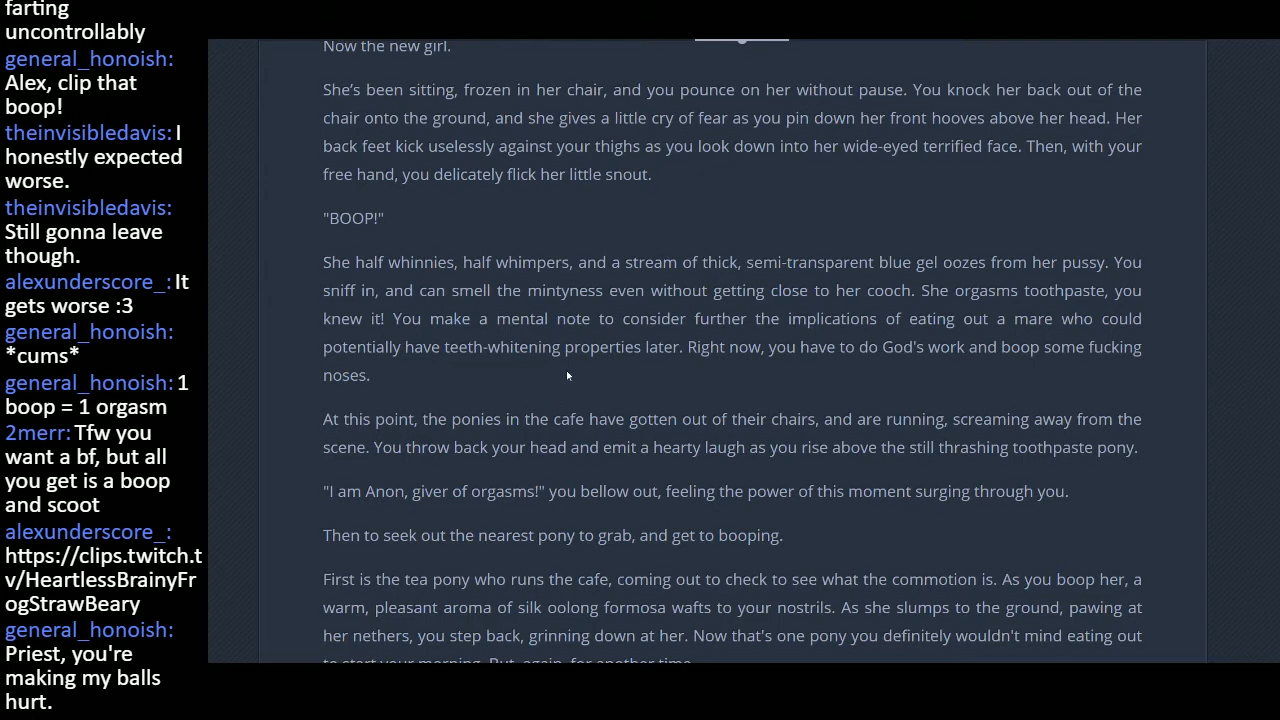 farting
uncontrollably
general_honoish:
Alex, clip that
boop!
theinvisibledavis: I
honestly expected
worse.
theinvisibledavis:
Still gonna leave
though.
alexunderscore_: It
gets worse :3
general_honoish:
*cums*
general_honoish: 1
boop = 1 orgasm
2merr: Tfw you
want a bf, but all
you get is a boop
and scoot
alexunderscore_:
https://clips.twitch.t
v/HeartlessBrainyFr
ogStrawBeary
general_honoish:
Priest, you're
making my balls
hurt.
Now the new girl.
She's been sitting, frozen in her chair, and you pounce on her without pause. You knock her back out of the
chair onto the ground, and she gives a little cry of fear as you pin down her front hooves above her head. Her
back feet kick uselessly against your thighs as you look down into her wide-eyed terrified face. Then, with your
free hand, you delicately flick her little snout.
"BOOP!"
She half whinnies, half whimpers, and a stream of thick, semi-transparent blue gel oozes from her pussy. You
sniff in, and can smell the mintyness even without getting close to her cooch. She orgasms toothpaste, you
knew it! You make a mental note to consider further the implications of eating out a mare who could
potentially have teeth-whitening properties later. Right now, you have to do God's work and boop some fucking
noses.
At this point, the ponies in the cafe have gotten out of their chairs, and are running, screaming away from the
scene. You throw back your head and emit a hearty laugh as you rise above the still thrashing toothpaste pony.
"I am Anon, giver of orgasms!" you bellow out, feeling the power of this moment surging through you.
Then to seek out the nearest pony to grab, and get to booping.
First is the tea pony who runs the cafe, coming out to check to see what the commotion is. As you boop her, a
warm, pleasant aroma of silk oolong formosa wafts to your nostrils. As she slumps to the ground, pawing at
her nethers, you step back, grinning down at her. Now that's one pony you definitely wouldn't mind eating out
to start your morning. But, again, for another time.